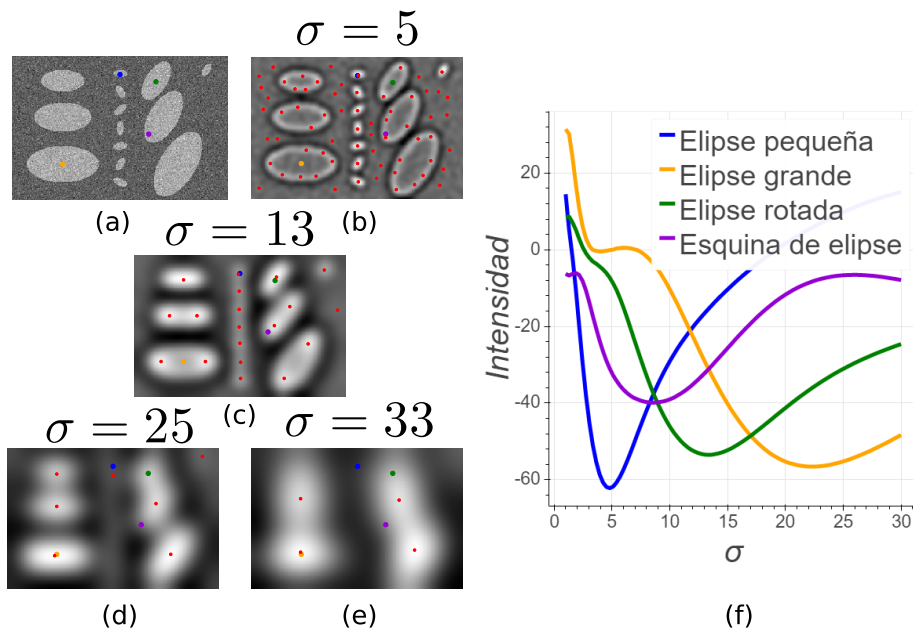 σ = 5
(a)
(b)
σ = 13
(c)
σ = 25
σ = 33
(d)
(e)
Elipse pequeña
Elipse grande
Elipse rotada
Esquina de elipse
Intensidad
20
0
-20
-40
-60
0
5
10
15
20
25
30
σ
(f)